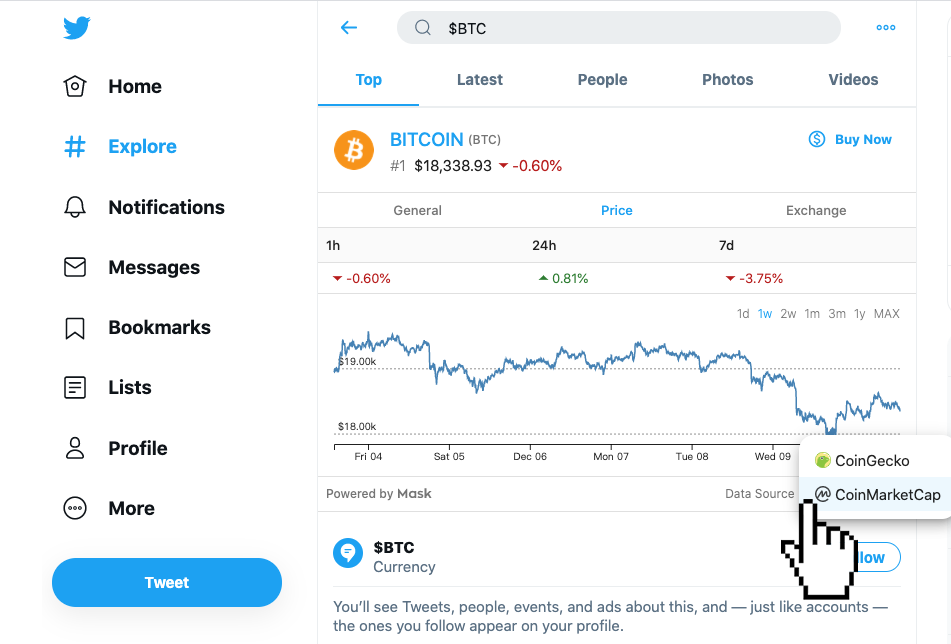 $BTC
Home
Explore
Notifications
Messages
Bookmarks
Lists
Profile
More
Tweet
Top Latest People Photos Videos
BITCOIN (BTC)
Buy Now
#1 $18,338.93 -0.60%
General Price Exchange
1h 24h 7d
-0.60% 0.81% -3.75%
1d 1w 2w 1m 3m 1y MAX
$19.00k
$18.00k
Fri 04 Sat 05 Dec 06 Mon 07 Tue 08 Wed 09
CoinGecko
CoinMarketCap
Powered by Mask
Data Source
$BTC
Currency
You'll see Tweets, people, events, and ads about this, and — just like accounts —
the ones you follow appear on your profile.